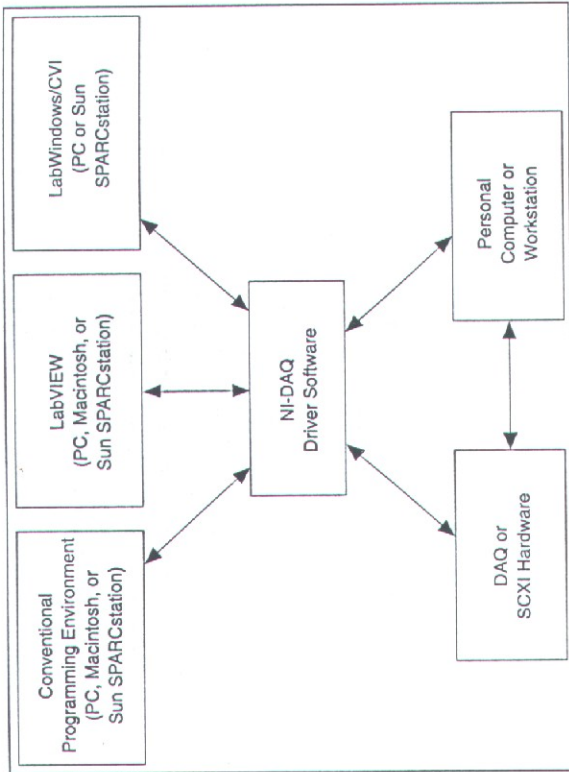 Conventional
Programming Environment
(PC, Macintosh, or
Sun SPARCstation)
LabVIEW
(PC, Macintosh, or
Sun SPARCstation)
LabWindows/CVI
(PC or Sun
SPARCstation)
NI-DAQ
Driver Software
DAQ or
SCXI Hardware
Personal
Computer or
Workstation